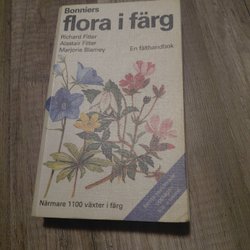 Bonniers
flora i färg
Richard Fitter
Alastair Fitter
Marjorie Blamey
En fälthandbok
Närmare 1100 växter i färg